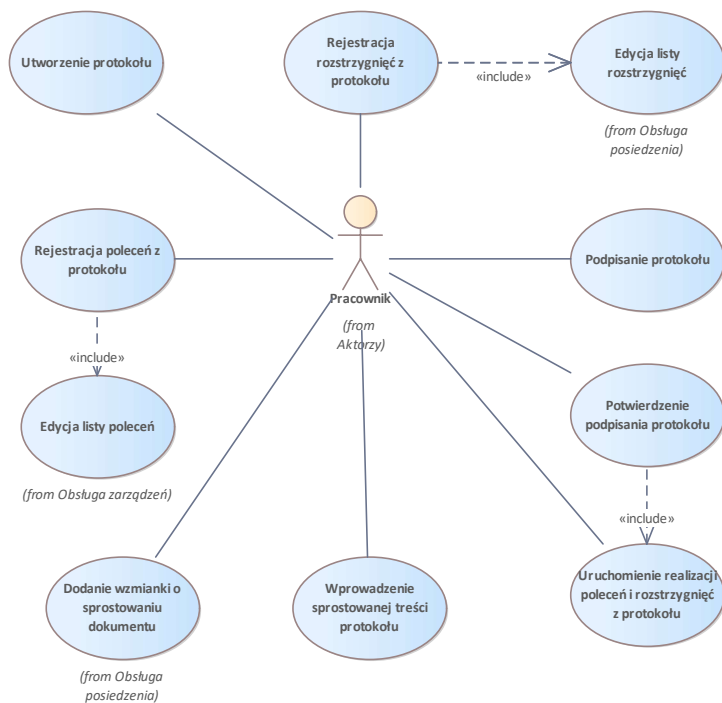 Utworzenie protokołu
Rejestracja
rozstrzygnięć z
protokołu
«include»
Edycja listy
rozstrzygnięć
(from Obsługa
posiedzenia)
Rejestracja poleceń z
protokołu
Pracownik
(from
Aktorzy)
Podpisanie protokołu
«include»
Edycja listy poleceń
(from Obsługa zarządzeń)
Potwierdzenie
podpisania protokołu
«include»
Dodanie wzmianki o
sprostowaniu
dokumentu
(from Obsługa
posiedzenia)
Wprowadzenie
sprostowanej treści
protokołu
Uruchomienie realizacji
poleceń i rozstrzygnięć
z protokołu